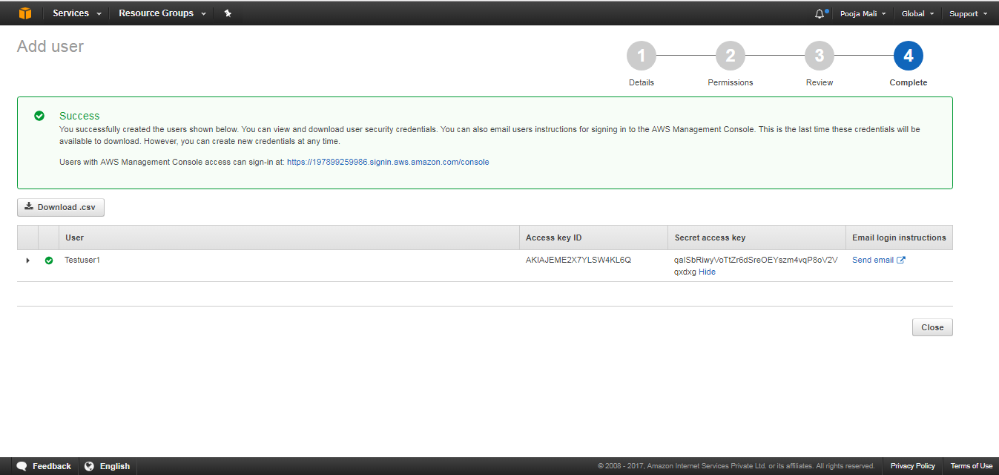 Services
Resource Groups
Pooja Mali
Global
Support
Add user
1
2
3
4
Details
Permissions
Review
Complete
Success
You successfully created the users shown below. You can view and download user security credentials. You can also email users instructions for signing in to the AWS Management Console. This is the last time these credentials will be
available to download. However, you can create new credentials at any time.
Users with AWS Management Console access can sign-in at: https://197899259986.signin.aws.amazon.com/console
Download .csv
User
Access key ID
Secret access key
Email login instructions
Testuser1
AKIAJEME2X7YLSW4KL6Q
Send email
qxdxg Hide
Close
Feedback
English
© 2008 - 2017, Amazon Internet Services Private Ltd. or its affiliates. All rights reserved.
Privacy Policy
Terms of Use